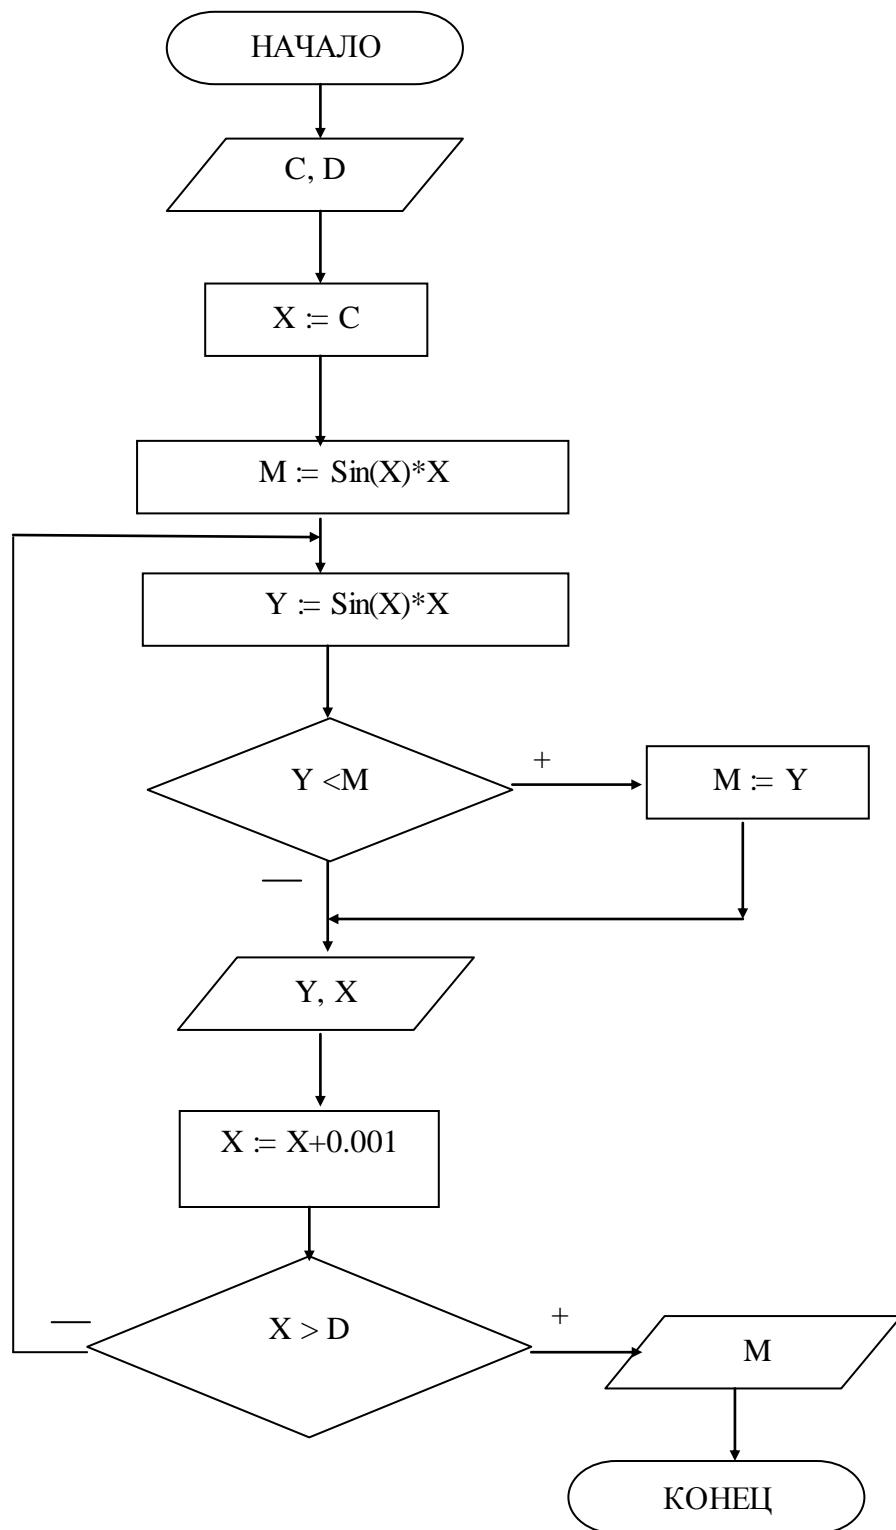 НАЧАЛО
C, D
X := C
M := Sin(X)*X
Y := Sin(X)*X
Y <M
+
M := Y
—
Y, X
X := X+0.001
X > D
—
+
M
КОНЕЦ